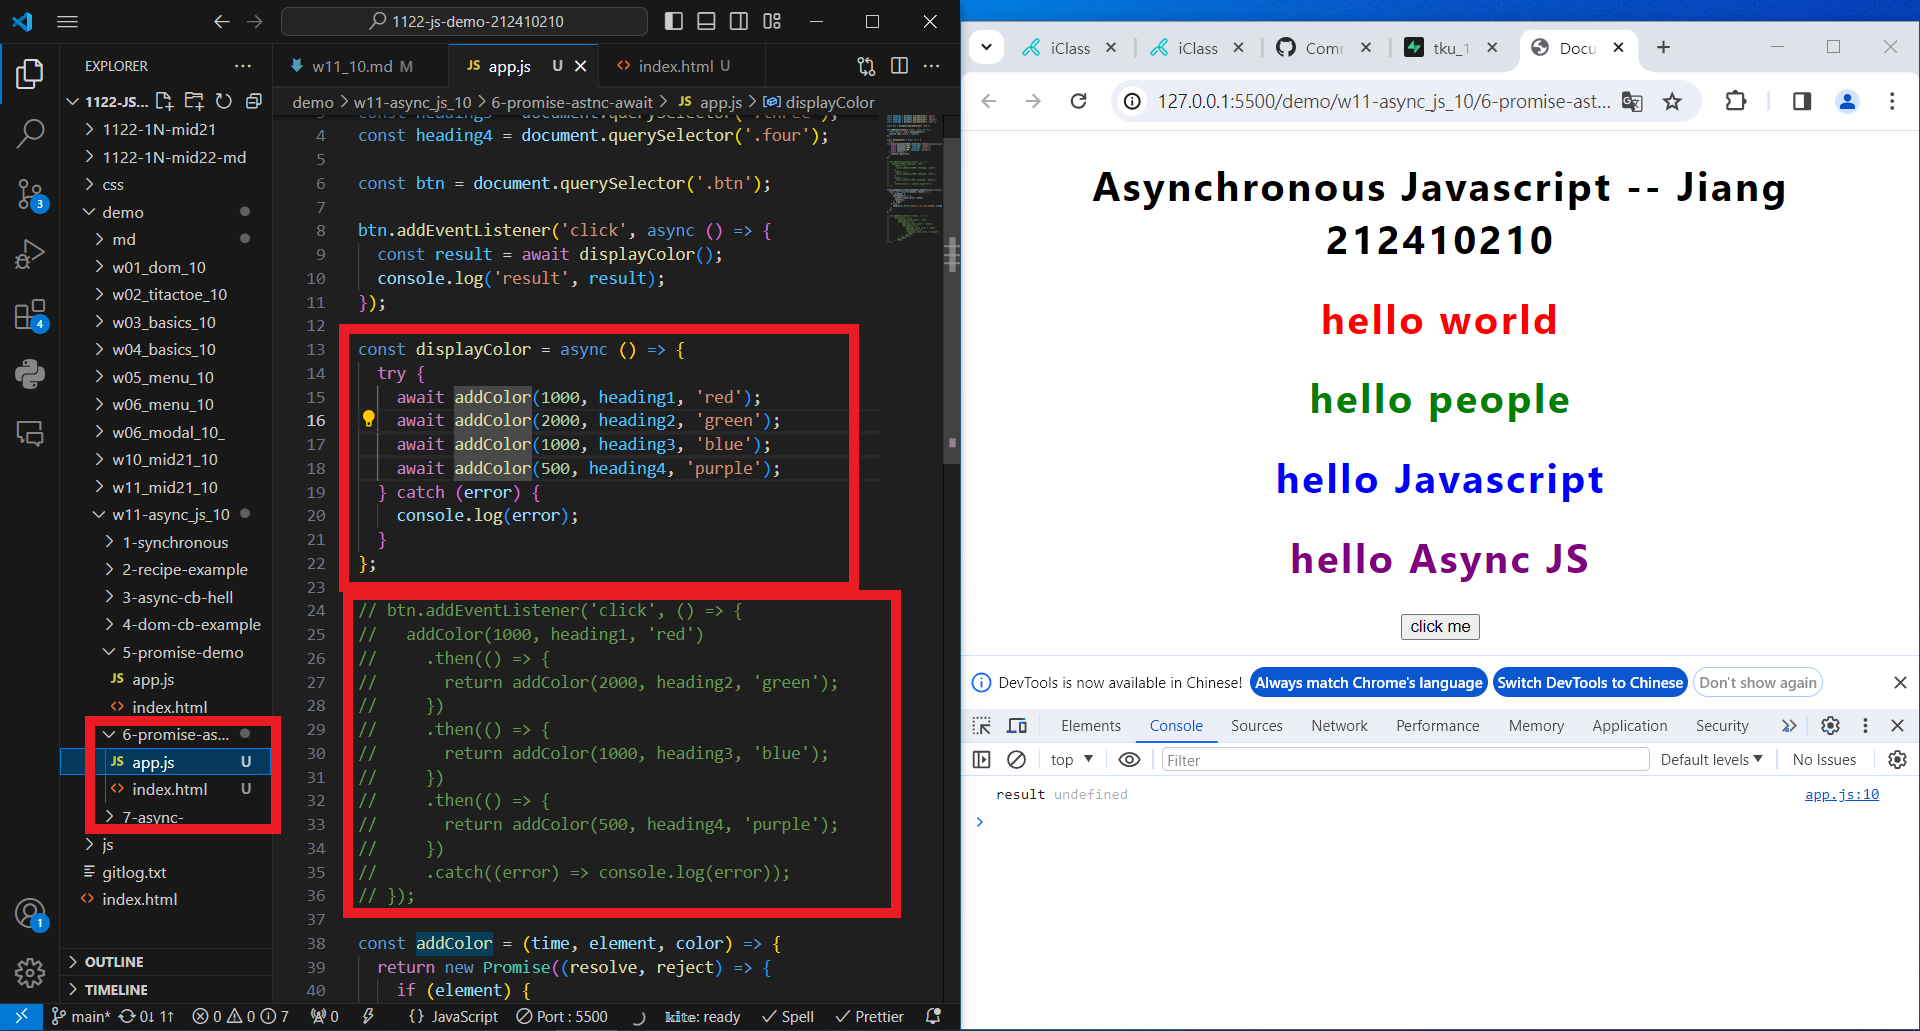 1122-js-demo-212410210
EXPLORER
1122-JS...
1122-1N-mid21
1122-1N-mid22-md
css
demo
md
w01_dom_10
w02_titactoe_10
w03_basics_10
w04_basics_10
w05_menu_10
w06_menu_10
w06_modal_10_
w10_mid21_10
w11_mid21_10
w11-async_js_10
1-synchronous
2-recipe-example
3-async-cb-hell
4-dom-cb-example
5-promise-demo
JS app.js
index.html
6-promise-as...
JS app.js U
index.html U
7-async-
js
gitlog.txt
index.html
OUTLINE
TIMELINE
3
4
1
w11_10.md M
JS app.js U
index.html U
demo > w11-async_js_10 > 6-promise-astnc-await > JS app.js > displayColor
4 const heading4 = document.querySelector('.four');
5
6 const btn = document.querySelector('.btn');
7
8 btn.addEventListener('click', async () => {
9 const result = await displayColor();
10 console.log('result', result);
11 });
12
13 const displayColor = async () => {
14 try {
15 await addColor(1000, heading1, 'red');
16 await addColor(2000, heading2, 'green');
17 await addColor(1000, heading3, 'blue');
18 await addColor(500, heading4, 'purple');
19 } catch (error) {
20 console.log(error);
21 }
22 };
23
24 // btn.addEventListener('click', () => {
25 // addColor(1000, heading1, 'red')
26 // .then(() => {
27 // return addColor(2000, heading2, 'green');
28 // })
29 // .then(() => {
30 // return addColor(1000, heading3, 'blue');
31 // })
32 // .then(() => {
33 // return addColor(500, heading4, 'purple');
34 // })
35 // .catch((error) => console.log(error));
36 // });
37
38 const addColor = (time, element, color) => {
39 return new Promise((resolve, reject) => {
40 if (element) {
main* 0↓ 1↑ 0 0 7 0 {} JavaScript Port : 5500 kite: ready Spell Prettier
iClass
iClass
Comr
tku_1
Docu
127.0.0.1:5500/demo/w11-async_js_10/6-promise-ast...
Asynchronous Javascript -- Jiang
212410210
hello world
hello people
hello Javascript
hello Async JS
click me
DevTools is now available in Chinese! Always match Chrome's language Switch DevTools to Chinese Don't show again
Elements Console Sources Network Performance Memory Application Security
top Filter Default levels No Issues
result undefined app.js:10